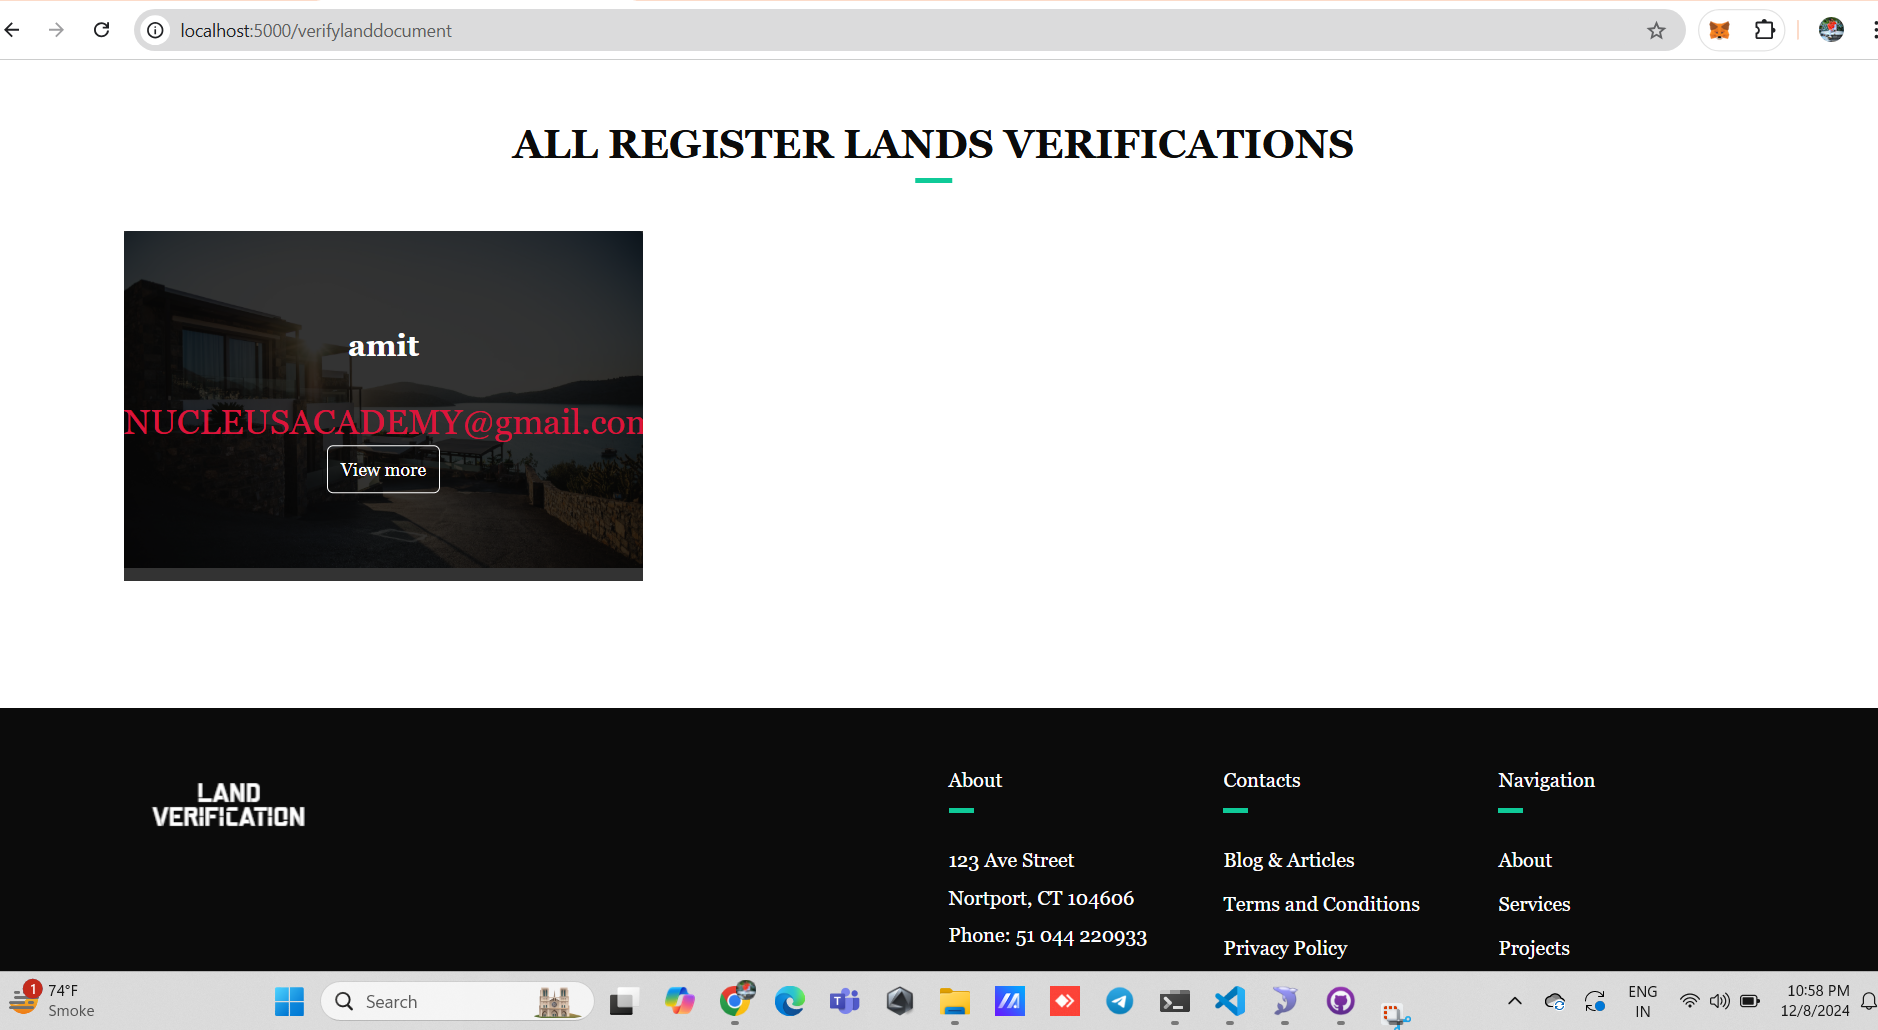 localhost:5000/verifylanddocument
ALL REGISTER LANDS VERIFICATIONS
amit
NUCLEUSACADEMY@gmail.com
View more
LAND
VERIFICATION
About
123 Ave Street
Nortport, CT 104606
Phone: 51 044 220933
Contacts
Blog & Articles
Terms and Conditions
Privacy Policy
Navigation
About
Services
Projects
1
74°F
Smoke
Search
ENG
IN
10:58 PM
12/8/2024